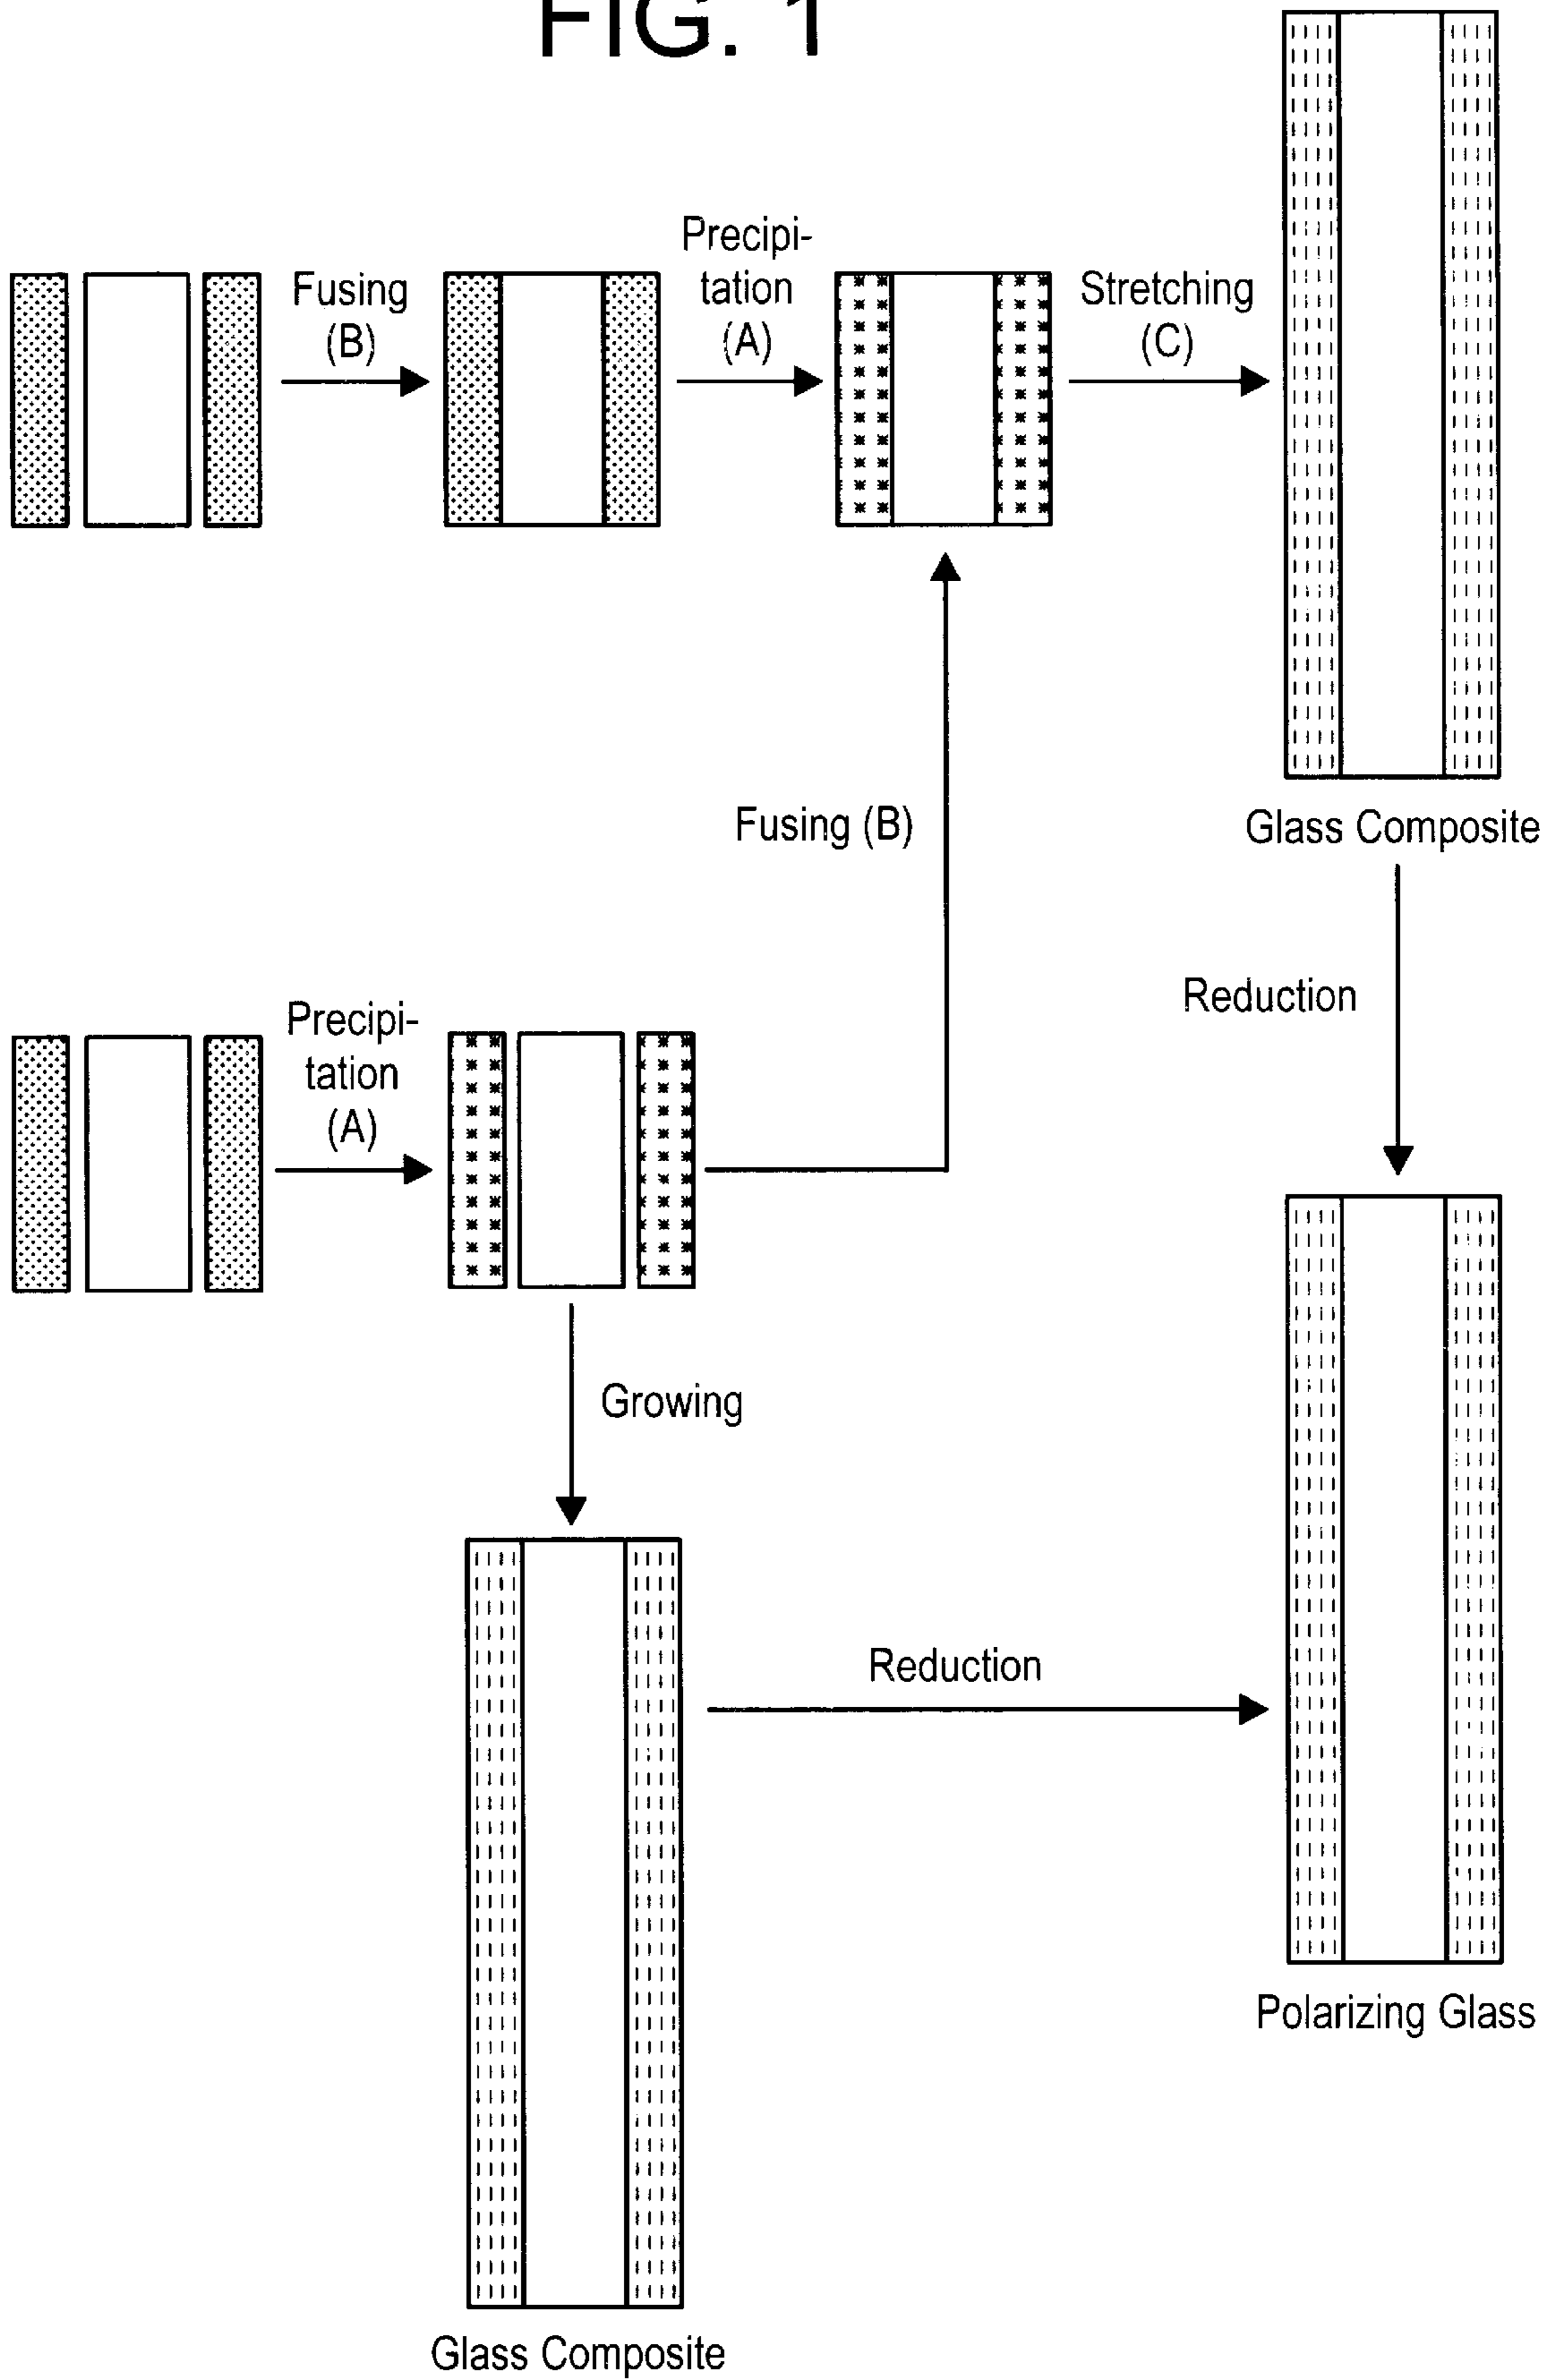 FIG. 1
Fusing
(B)
Precipi-
tation
(A)
Stretching
(C)
Glass Composite
Fusing (B)
Reduction
Precipi-
tation
(A)
Growing
Reduction
Polarizing Glass
Glass Composite